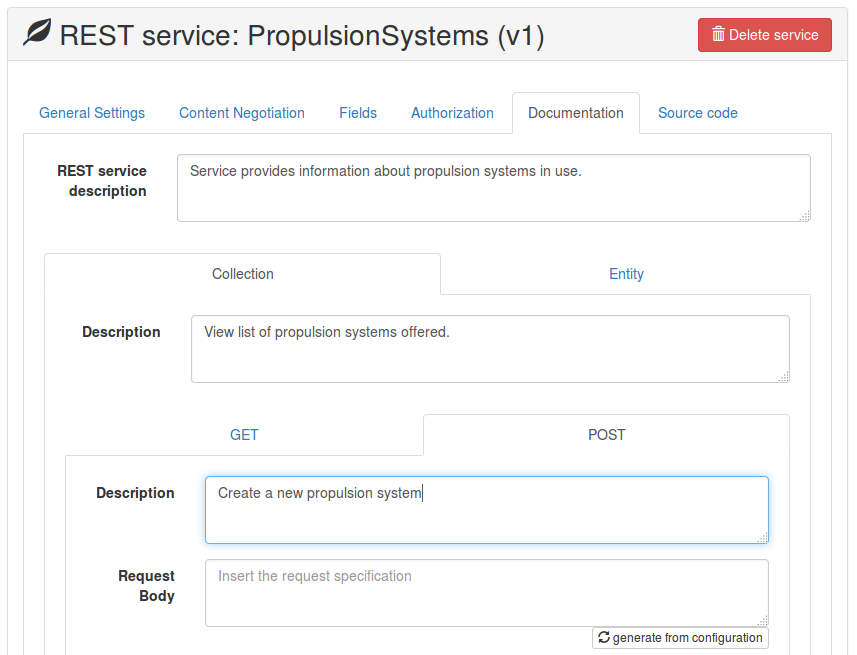 REST service: PropulsionSystems (v1)
Delete service
General Settings
Content Negotiation
Fields
Authorization
Documentation
Source code
REST service
description
Service provides information about propulsion systems in use.
Collection
Entity
Description
View list of propulsion systems offered.
GET
POST
Description
Create a new propulsion system
Request
Body
Insert the request specification
generate from configuration